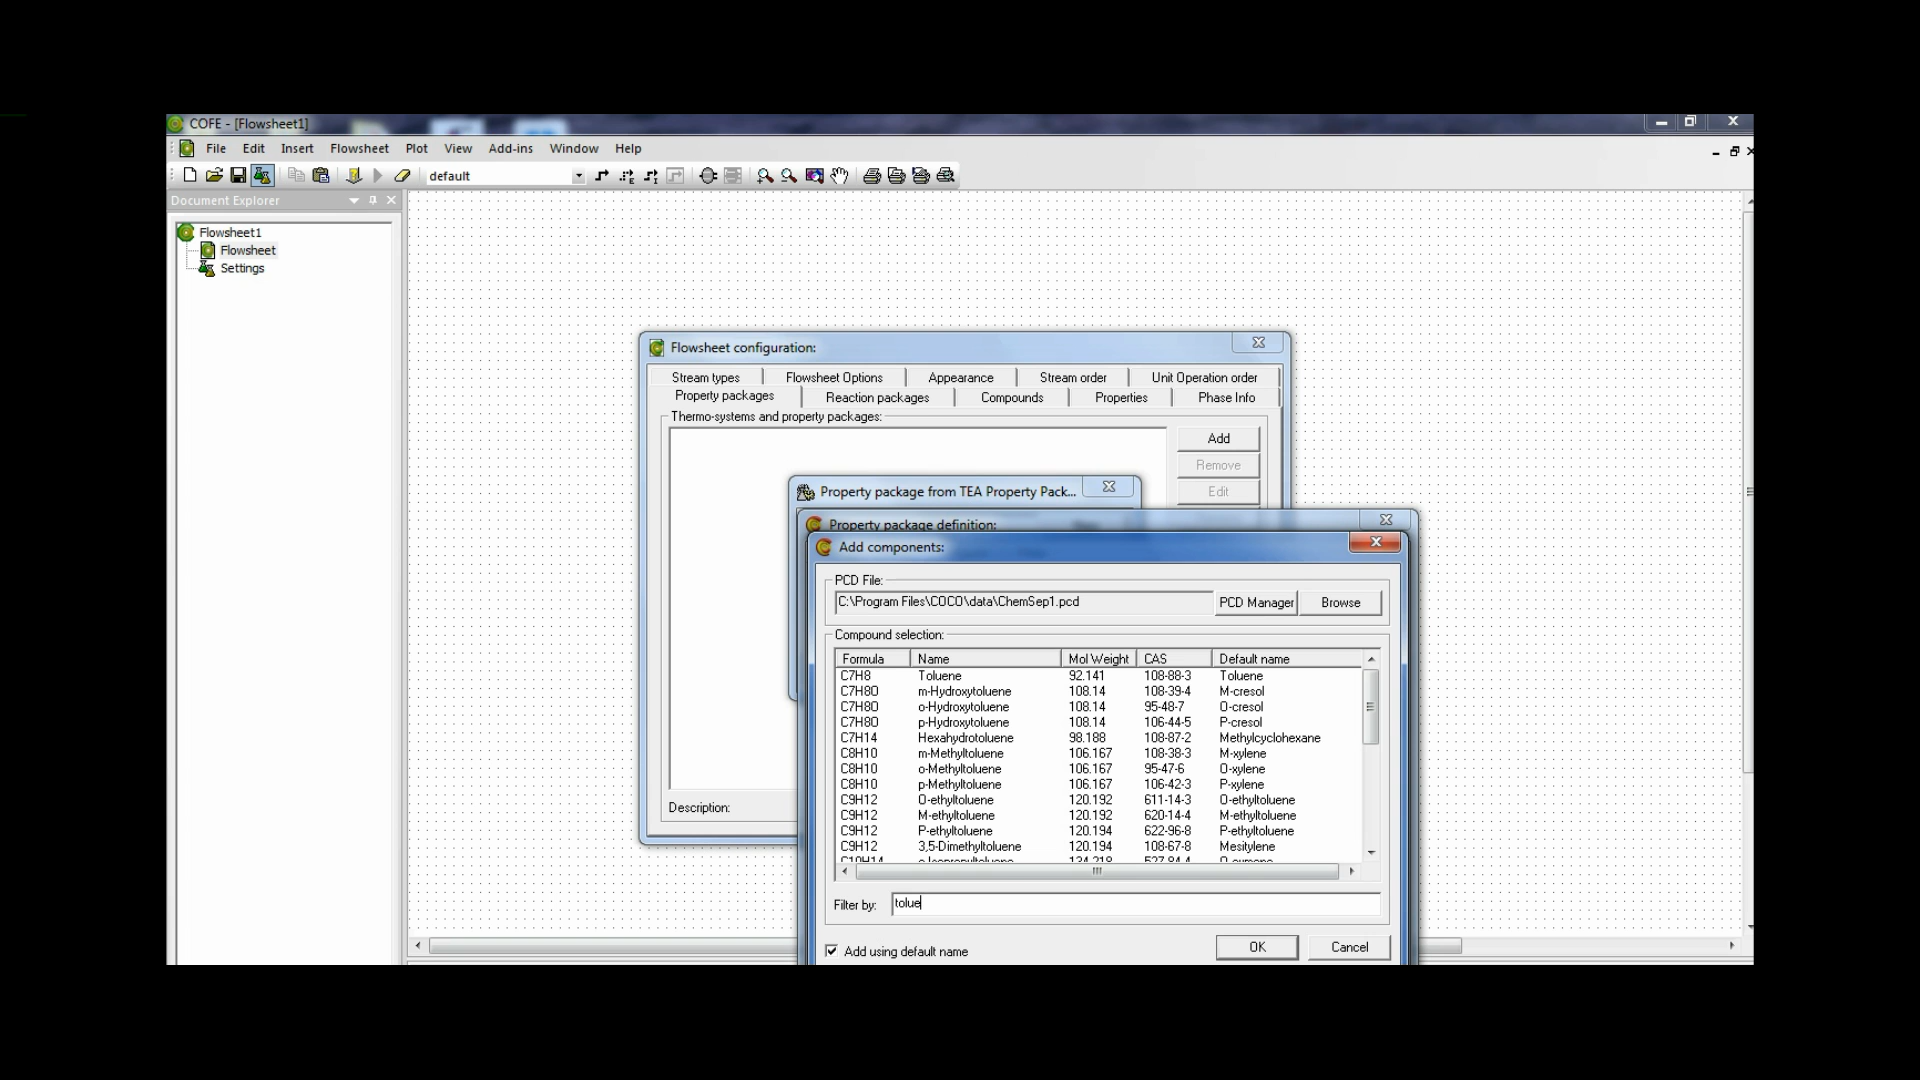 COFE - [Flowsheet1]
File Edit Insert Flowsheet Plot View Add-ins Window Help
default
Document Explorer
Flowsheet1
Flowsheet
Settings
Flowsheet configuration:
Stream types Flowsheet Options Appearance Stream order Unit Operation order
Property packages Reaction packages Compounds Properties Phase Info
Thermo-systems and property packages:
Add
Remove
Edit
Description:
Property package from TEA Property Pack...
Property package definition:
Add components:
PCD File:
C:\Program Files\COCO\data\ChemSep1.pcd PCD Manager Browse
Compound selection:
Formula Name Mol Weight CAS Default name
C7H8 Toluene 92.141 108-88-3 Toluene
C7H8O m-Hydroxytoluene 108.14 108-39-4 M-cresol
C7H8O o-Hydroxytoluene 108.14 95-48-7 O-cresol
C7H8O p-Hydroxytoluene 108.14 106-44-5 P-cresol
C7H14 Hexahydrotoluene 98.188 108-87-2 Methylcyclohexane
C8H10 m-Methyltoluene 106.167 108-38-3 M-xylene
C8H10 o-Methyltoluene 106.167 95-47-6 O-xylene
C8H10 p-Methyltoluene 106.167 106-42-3 P-xylene
C9H12 O-ethyltoluene 120.192 611-14-3 O-ethyltoluene
C9H12 M-ethyltoluene 120.192 620-14-4 M-ethyltoluene
C9H12 P-ethyltoluene 120.194 622-96-8 P-ethyltoluene
C9H12 3,5-Dimethyltoluene 120.194 108-67-8 Mesitylene
C10H14 o-Isopropyltoluene 134.218 527-84-4 O-cymene
Filter by: tolue
Add using default name OK Cancel